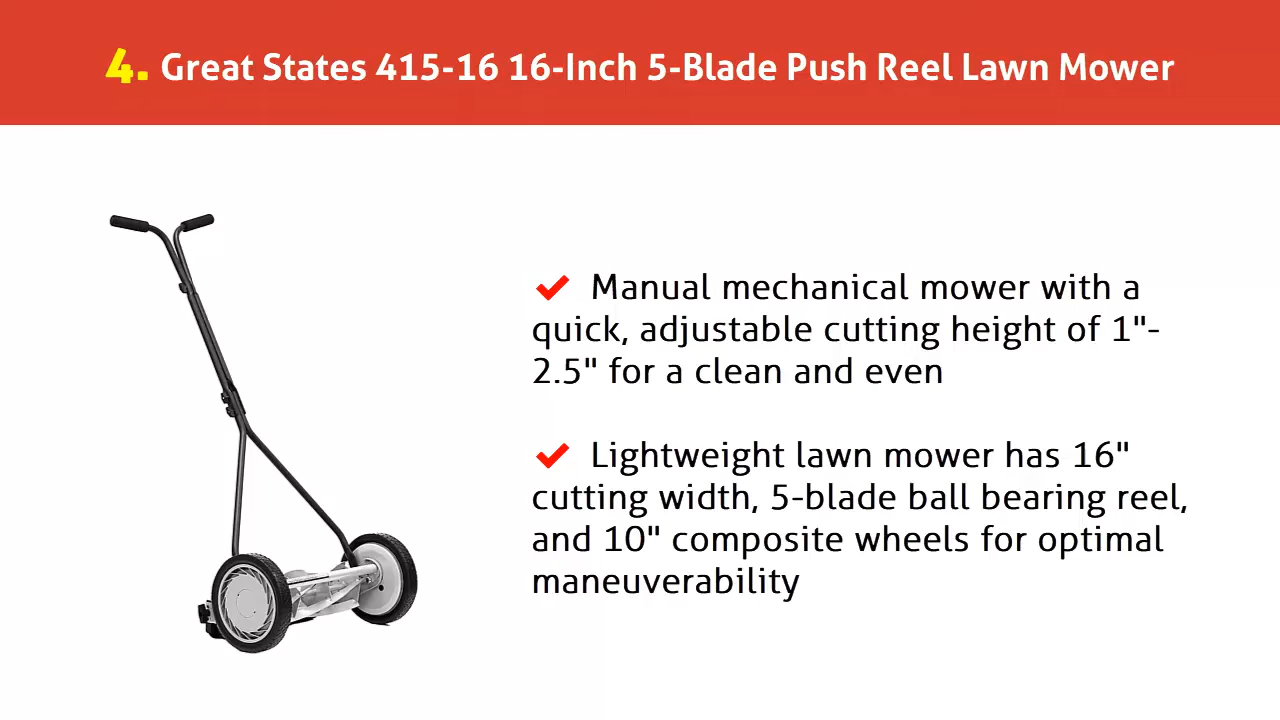 4. Great States 415-16 16-Inch 5-Blade Push Reel Lawn Mower
Manual mechanical mower with a
quick, adjustable cutting height of 1"-
2.5" for a clean and even
Lightweight lawn mower has 16"
cutting width, 5-blade ball bearing reel,
and 10" composite wheels for optimal
maneuverability